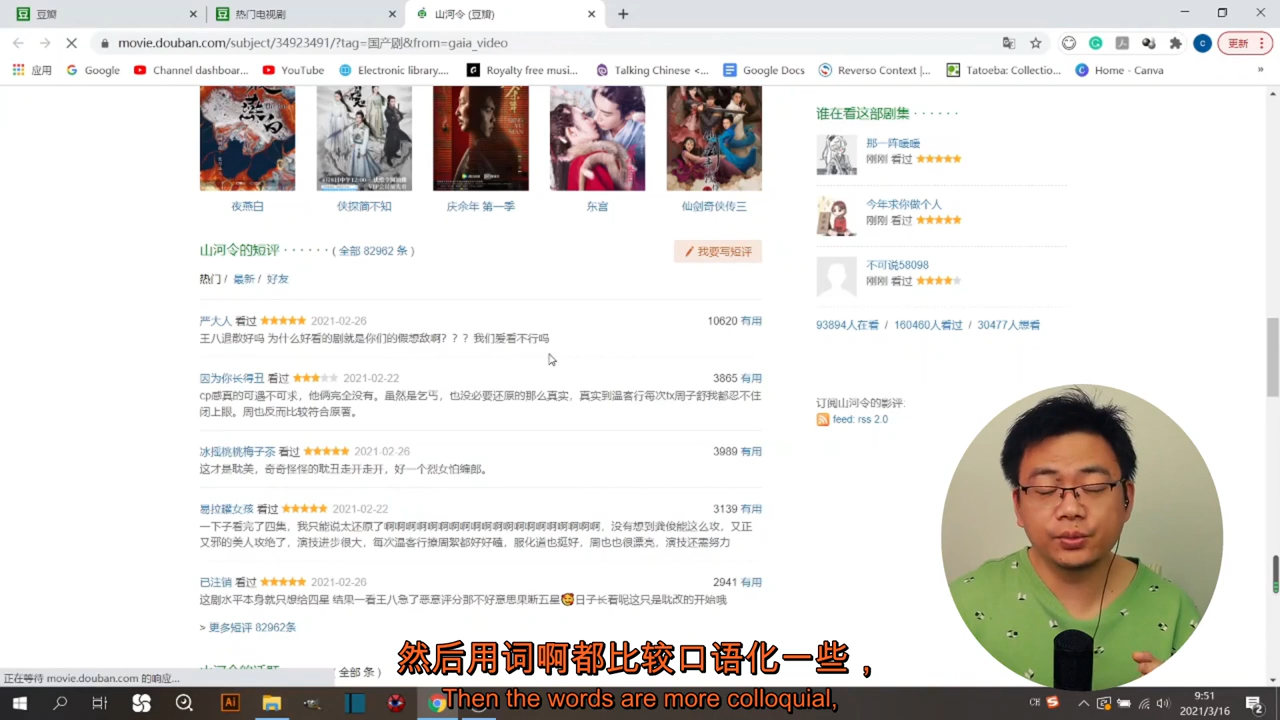 豆瓣
热门电视剧
山河令 (豆瓣)
movie.douban.com/subject/34923491/?tag=国产剧&from=gaia_video
更新
应用
Google
Channel dashboar...
YouTube
Electronic library....
Royalty free musi...
Talking Chinese <...
Google Docs
Reverso Context |...
Tatoeba: Collectio...
Home - Canva
夜燕白
侠探简不知
庆余年 第一季
东宫
仙剑奇侠传三
山河令的短评 · · · · · · ( 全部 82962 条 )
我要写短评
热门 / 最新 / 好友
严大人 看过 ★★★★★ 2021-02-26
10620 有用
王八退散好吗 为什么好看的剧就是你们的假想敌啊？？？我们爱看不行吗
因为你长得丑 看过 ★★★☆☆ 2021-02-22
3865 有用
cp感真的可遇不可求，他俩完全没有。虽然是乞丐，也没必要还原的那么真实，真实到温客行每次tx周子舒我都忍不住
闭上眼。周也反而比较符合原著。
冰摇桃桃梅子茶 看过 ★★★★★ 2021-02-26
3989 有用
这才是耽美，奇奇怪怪的耽丑走开走开，好一个烈女怕蟑郎。
易拉罐女孩 看过 ★★★★★ 2021-02-22
3139 有用
一下子看完了四集，我只能说太还原了啊啊啊啊啊啊啊啊啊啊啊啊啊啊啊啊啊啊啊啊，没有想到龚俊能这么攻，又正
又邪的美人攻绝了，演技进步很大，每次温客行撩周絮都好好磕，服化道也挺好，周也也很漂亮，演技还需努力
已注销 看过 ★★★★★ 2021-02-26
2941 有用
这剧水平本身就只想给四星 结果一看王八急了恶意评分那不好意思果断五星🥰日子长着呢这只是耽改的开始哦
> 更多短评 82962条
全部 条 )
谁在看这部剧集 · · · · · ·
那一阵暖暖
刚刚 看过 ★★★★★
今年求你做个人
刚刚 看过 ★★★★★
不可说58098
刚刚 看过 ★★★★☆
93894人在看 / 160460人看过 / 30477人想看
订阅山河令的影评:
feed: rss 2.0
正在等待 movie.douban.com 的响应...
然后用词啊都比较口语化一些，
Then the words are more colloquial,
Ai
CH
9:51
2021/3/16
2